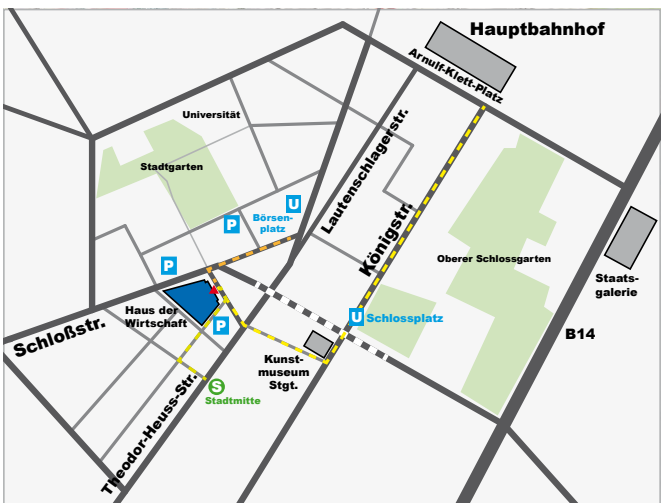 Hauptbahnhof
Arnulf-Klett-Platz
Universität
Stadtgarten
Lautenschlagerstr.
P
U
Börsen-
platz
Königstr.
Oberer Schlossgarten
P
Staats-
galerie
Haus der
Wirtschaft
P
U Schlossplatz
Schloßstr.
B14
Kunst-
museum
Stgt.
S
Stadtmitte
Theodor-Heuss-Str.